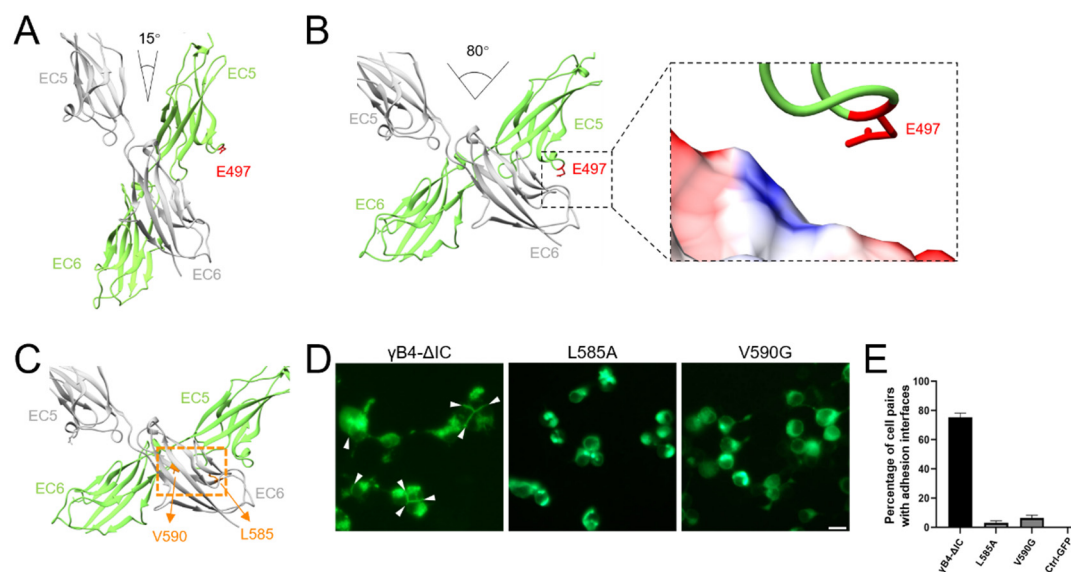 A
15°
EC5
EC5
E497
EC6
EC6
B
80°
EC5
EC5
E497
EC6
EC6
E497
C
EC5
EC5
EC6
EC6
V590
L585
D
γB4-ΔIC
L585A
V590G
E
Percentage of cell pairs
with adhesion interfaces
100
80
60
40
20
0
γB4-ΔIC
L585A
V590G
Ctrl-GFP